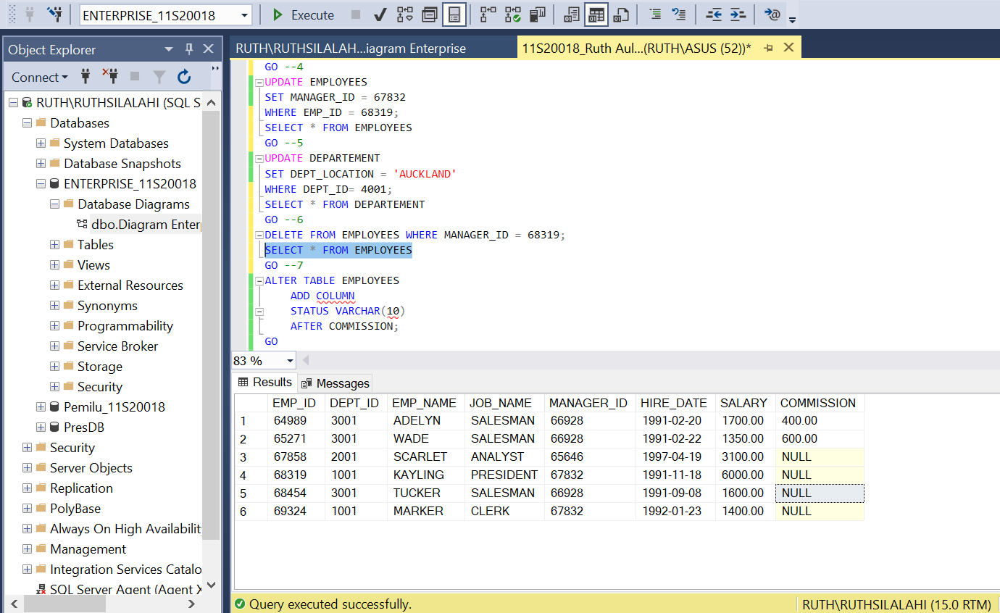 ENTERPRISE_11S20018
Execute
Object Explorer
Connect
RUTH\RUTHSILALAHI (SQL S
Databases
System Databases
Database Snapshots
ENTERPRISE_11S20018
Database Diagrams
dbo.Diagram Enter
Tables
Views
External Resources
Synonyms
Programmability
Service Broker
Storage
Security
Pemilu_11S20018
PresDB
Security
Server Objects
Replication
PolyBase
Always On High Availabilit
Management
Integration Services Catalo
SQL Server Agent (Agent X
RUTH\RUTHSILALAH...iagram Enterprise
11S20018_Ruth Aul...(RUTH\ASUS (52))*
GO --4
UPDATE EMPLOYEES
SET MANAGER_ID = 67832
WHERE EMP_ID = 68319;
SELECT * FROM EMPLOYEES
GO --5
UPDATE DEPARTEMENT
SET DEPT_LOCATION = 'AUCKLAND'
WHERE DEPT_ID= 4001;
SELECT * FROM DEPARTEMENT
GO --6
DELETE FROM EMPLOYEES WHERE MANAGER_ID = 68319;
SELECT * FROM EMPLOYEES
GO --7
ALTER TABLE EMPLOYEES
ADD COLUMN
STATUS VARCHAR(10)
AFTER COMMISSION;
GO
83 %
Results Messages
EMP_ID DEPT_ID EMP_NAME JOB_NAME MANAGER_ID HIRE_DATE SALARY COMMISSION
1 64989 3001 ADELYN SALESMAN 66928 1991-02-20 1700.00 400.00
2 65271 3001 WADE SALESMAN 66928 1991-02-22 1350.00 600.00
3 67858 2001 SCARLET ANALYST 65646 1997-04-19 3100.00 NULL
4 68319 1001 KAYLING PRESIDENT 67832 1991-11-18 6000.00 NULL
5 68454 3001 TUCKER SALESMAN 66928 1991-09-08 1600.00 NULL
6 69324 1001 MARKER CLERK 67832 1992-01-23 1400.00 NULL
Query executed successfully.
RUTH\RUTHSILALAHI (15.0 RTM)